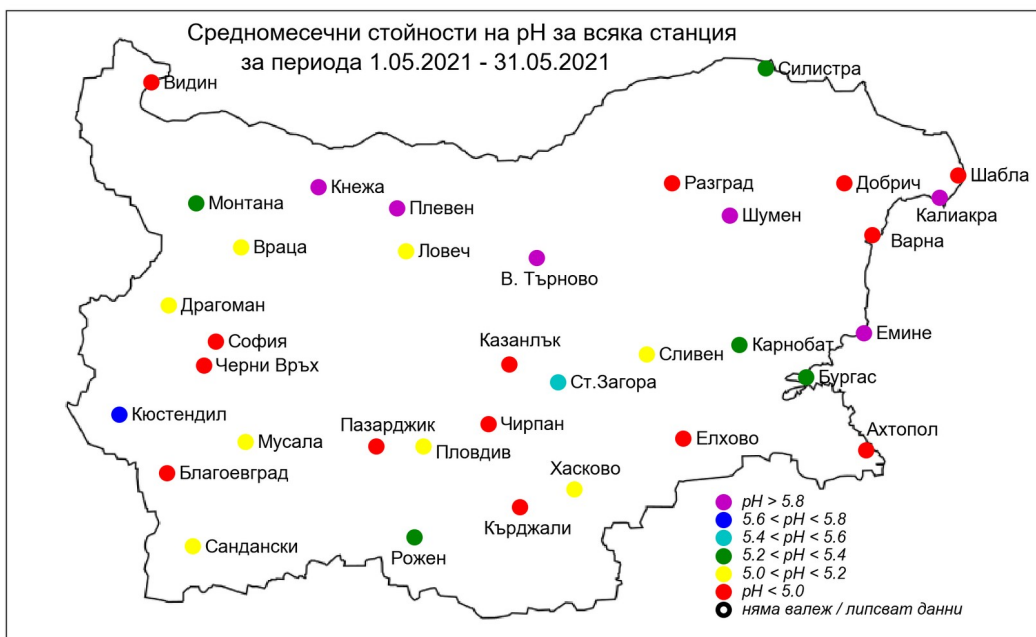 Средномесечни стойности на pH за всяка станция
за периода 1.05.2021 - 31.05.2021
Силистра
Видин
Шабла
Кнежа
Разград
Добрич
Монтана
Плевен
Шумен
Калиакра
Варна
Враца
Ловеч
В. Търново
Драгоман
Емине
София
Казанлък
Карнобат
Сливен
Черни Връх
Ст.Загора
Бургас
Кюстендил
Ахтопол
Пазарджик
Чирпан
Мусала
Пловдив
Елхово
Хасково
Благоевград
Кърджали
Сандански
Рожен
pH > 5.8
5.6 < pH < 5.8
5.4 < pH < 5.6
5.2 < pH < 5.4
5.0 < pH < 5.2
pH < 5.0
няма валеж / липсват данни